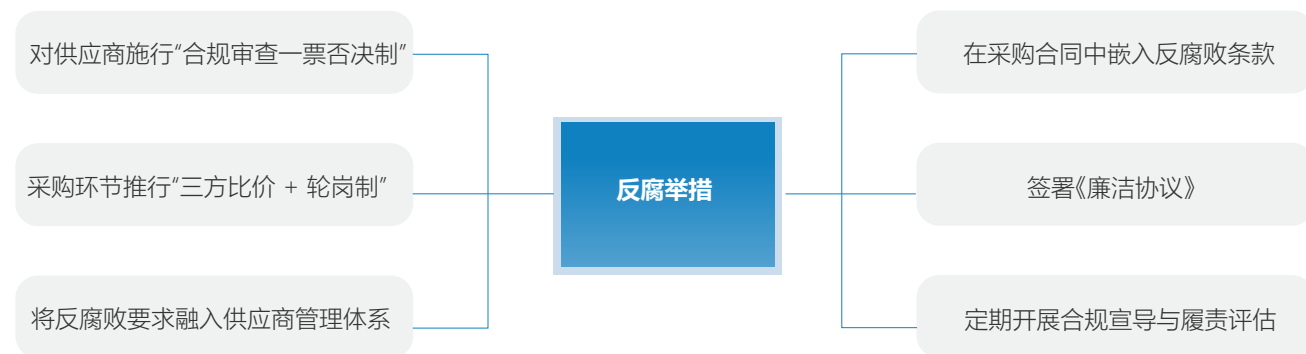 对供应商施行“合规审查一票否决制”
采购环节推行“三方比价 + 轮岗制”
将反腐败要求融入供应商管理体系
反腐举措
在采购合同中嵌入反腐败条款
签署《廉洁协议》
定期开展合规宣导与履责评估